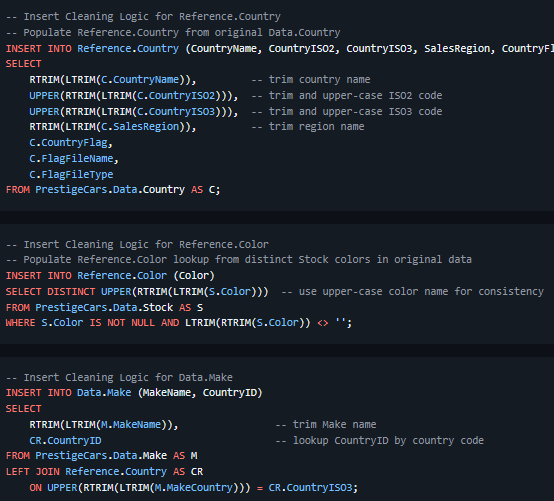 -- Insert Cleaning Logic for Reference.Country
-- Populate Reference.Country from original Data.Country
INSERT INTO Reference.Country (CountryName, CountryISO2, CountryISO3, SalesRegion, CountryFl
SELECT
    RTRIM(LTRIM(C.CountryName)),        -- trim country name
    UPPER(RTRIM(LTRIM(C.CountryISO2))), -- trim and upper-case ISO2 code
    UPPER(RTRIM(LTRIM(C.CountryISO3))), -- trim and upper-case ISO3 code
    RTRIM(LTRIM(C.SalesRegion)),        -- trim region name
    C.CountryFlag,
    C.FlagFileName,
    C.FlagFileType
FROM PrestigeCars.Data.Country AS C;
-- Insert Cleaning Logic for Reference.Color
-- Populate Reference.Color lookup from distinct Stock colors in original data
INSERT INTO Reference.Color (Color)
SELECT DISTINCT UPPER(RTRIM(LTRIM(S.Color)))  -- use upper-case color name for consistency
FROM PrestigeCars.Data.Stock AS S
WHERE S.Color IS NOT NULL AND LTRIM(RTRIM(S.Color)) <> '';
-- Insert Cleaning Logic for Data.Make
INSERT INTO Data.Make (MakeName, CountryID)
SELECT
    RTRIM(LTRIM(M.MakeName)),              -- trim Make name
    CR.CountryID                           -- lookup CountryID by country code
FROM PrestigeCars.Data.Make AS M
LEFT JOIN Reference.Country AS CR
    ON UPPER(RTRIM(LTRIM(M.MakeCountry))) = CR.CountryISO3;